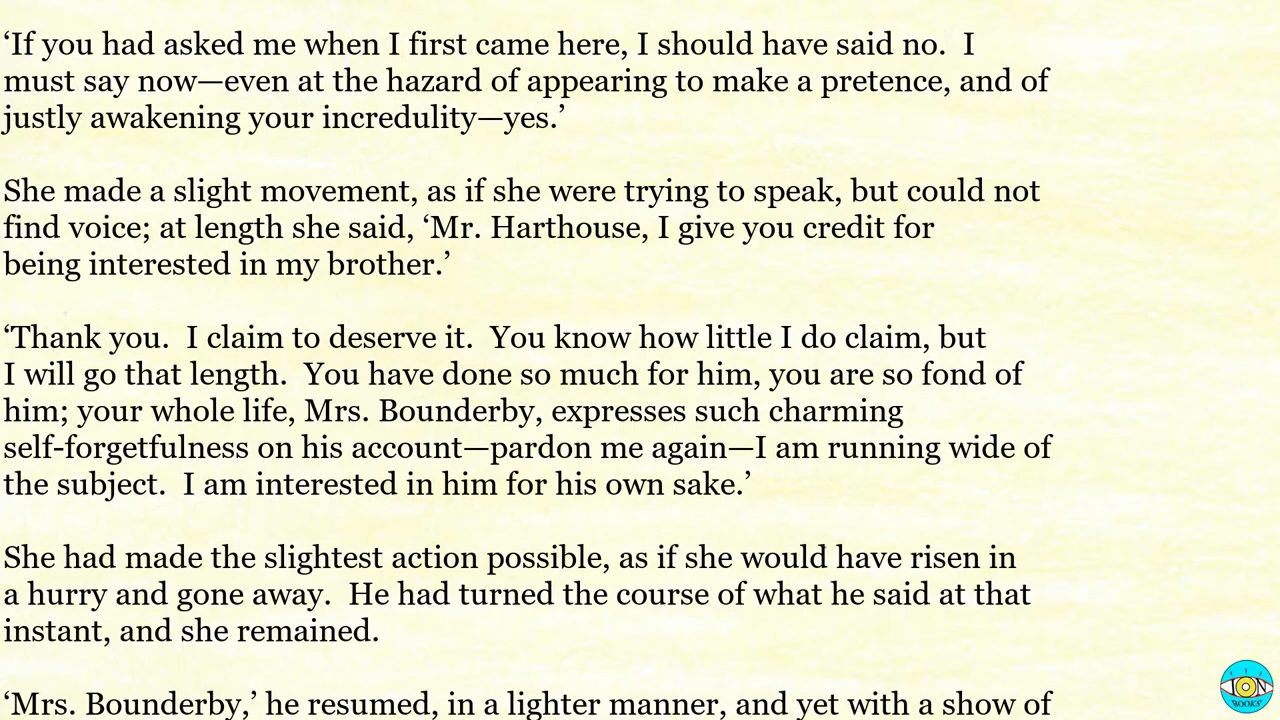 ‘If you had asked me when I first came here, I should have said no.  I
must say now—even at the hazard of appearing to make a pretence, and of
justly awakening your incredulity—yes.’
She made a slight movement, as if she were trying to speak, but could not
find voice; at length she said, ‘Mr. Harthouse, I give you credit for
being interested in my brother.’
‘Thank you.  I claim to deserve it.  You know how little I do claim, but
I will go that length.  You have done so much for him, you are so fond of
him; your whole life, Mrs. Bounderby, expresses such charming
self-forgetfulness on his account—pardon me again—I am running wide of
the subject.  I am interested in him for his own sake.’
She had made the slightest action possible, as if she would have risen in
a hurry and gone away.  He had turned the course of what he said at that
instant, and she remained.
‘Mrs. Bounderby,’ he resumed, in a lighter manner, and yet with a show of
ION
BOOKS